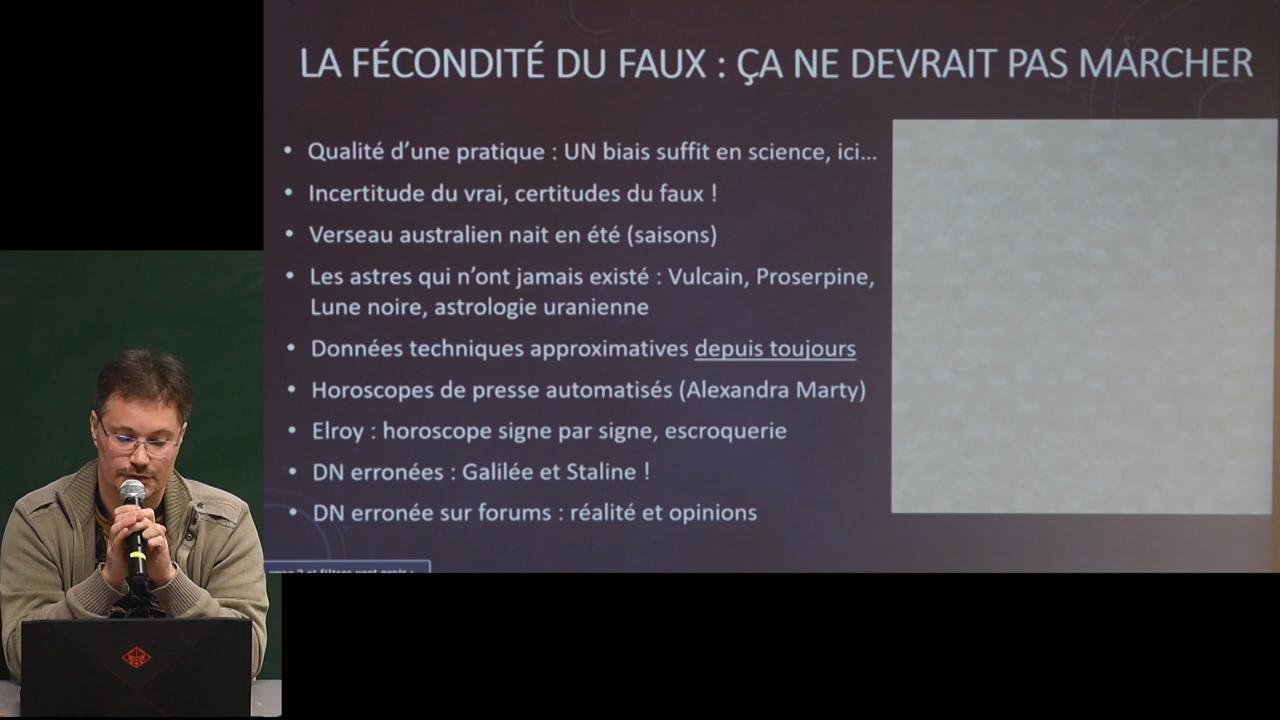 LA FÉCONDITÉ DU FAUX : ÇA NE DEVRAIT PAS MARCHER
• Qualité d'une pratique : UN biais suffit en science, ici...
• Incertitude du vrai, certitudes du faux !
• Verseau australien nait en été (saisons)
• Les astres qui n'ont jamais existé : Vulcain, Proserpine,
Lune noire, astrologie uranienne
• Données techniques approximatives depuis toujours
• Horoscopes de presse automatisés (Alexandra Marty)
• Elroy : horoscope signe par signe, escroquerie
• DN erronées : Galilée et Staline !
• DN erronée sur forums : réalité et opinions